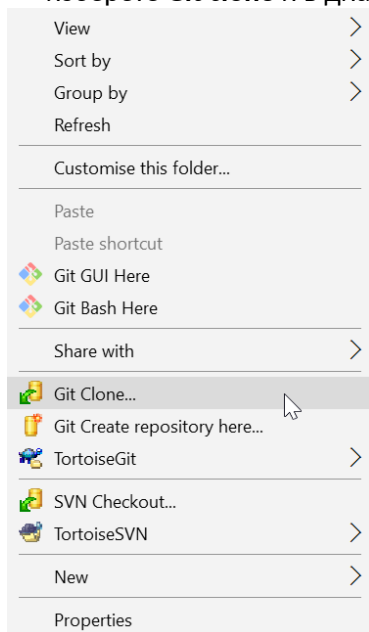 View
Sort by
Group by
Refresh
Customise this folder...
Paste
Paste shortcut
Git GUI Here
Git Bash Here
Share with
Git Clone...
Git Create repository here...
TortoiseGit
SVN Checkout...
TortoiseSVN
New
Properties